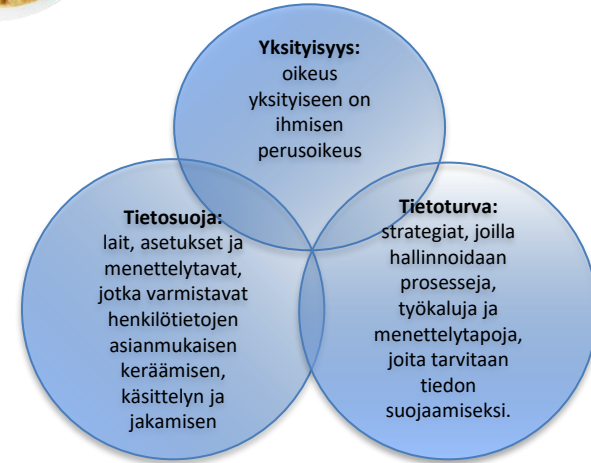 Yksityisyys:
oikeus
yksityiseen on
ihmisen
perusoikeus
Tietosuoja:
lait, asetukset ja
menettelytavat,
jotka varmistavat
henkilötietojen
asianmukaisen
keräämisen,
käsittelyn ja
jakamisen
Tietoturva:
strategiat, joilla
hallinnoidaan
prosesseja,
työkaluja ja
menettelytapoja,
joita tarvitaan
tiedon
suojaamiseksi.